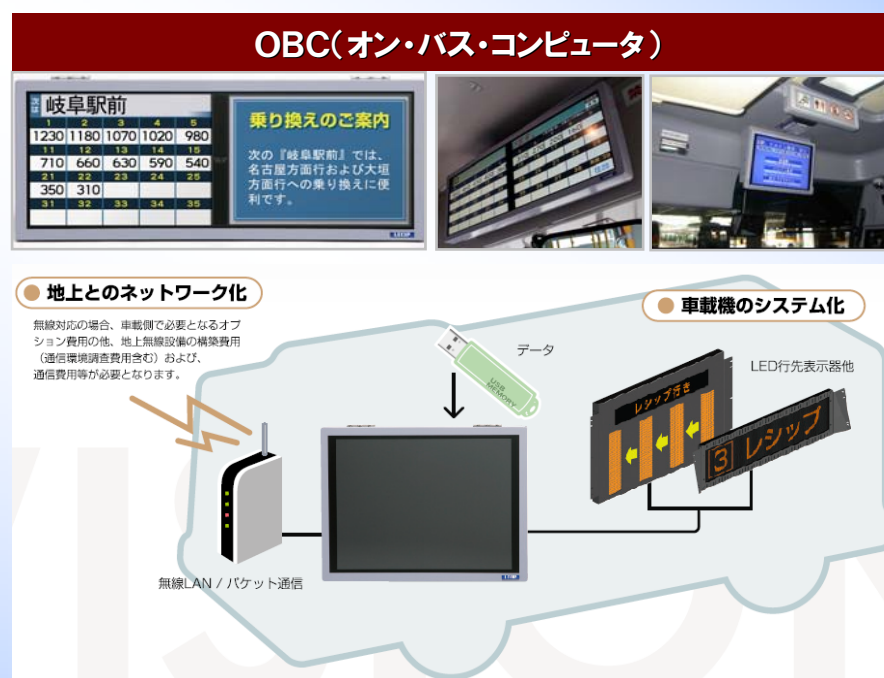 OBC(オン・バス・コンピュータ)
次は 岐阜駅前
1 2 3 4 5
1230 1180 1070 1020 980
11 12 13 14 15
710 660 630 590 540
21 22 23 24 25
350 310
31 32 33 34 35
乗り換えのご案内
次の『岐阜駅前』では、
名古屋方面行および大垣
方面行への乗り換えに便
利です。
LECIP
地上とのネットワーク化
無線対応の場合、車載側で必要となるオプ
ション費用の他、地上無線設備の構築費用
(通信環境調査費用含む)および、
通信費用等が必要となります。
車載機のシステム化
データ
USB
MEMORY
LED行先表示器他
レシップ行き
3 レシップ
LECIP
無線LAN / パケット通信
VISION